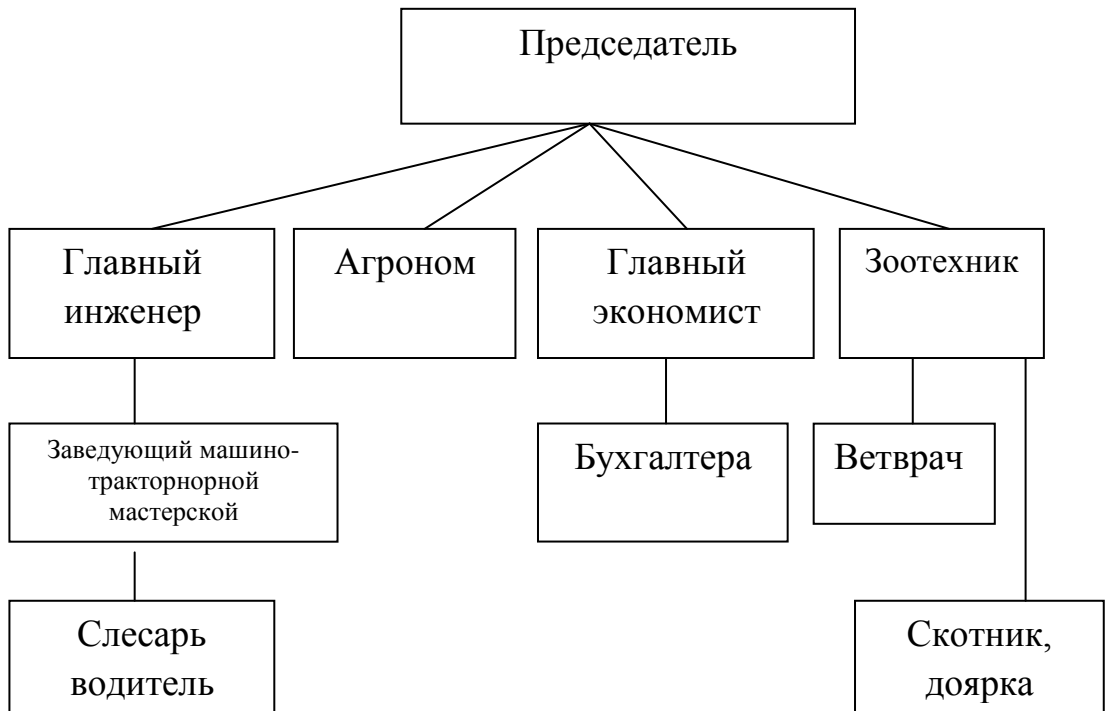 Председатель
Главный
инженер
Агроном
Главный
экономист
Зоотехник
Заведующий машино-
тракторнорной
мастерской
Бухгалтера
Ветврач
Слесарь
водитель
Скотник,
доярка